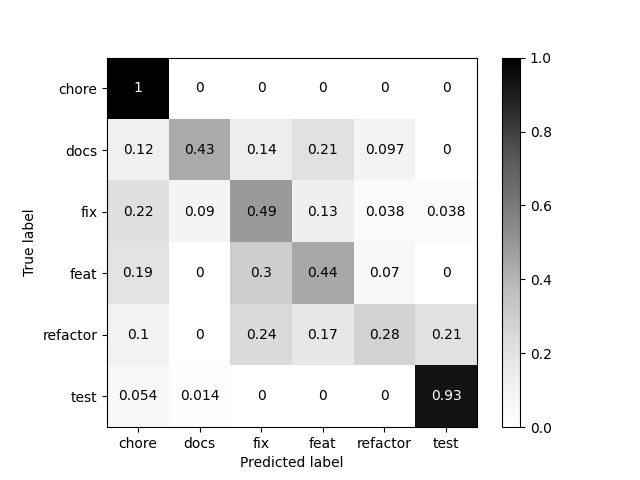 1.0
chore 1 0 0 0 0 0
0.8
docs 0.12 0.43 0.14 0.21 0.097 0
0.6
fix 0.22 0.09 0.49 0.13 0.038 0.038
True label
0.4
feat 0.19 0 0.3 0.44 0.07 0
refactor 0.1 0 0.24 0.17 0.28 0.21
0.2
test 0.054 0.014 0 0 0 0.93
0.0
chore docs fix feat refactor test
Predicted label